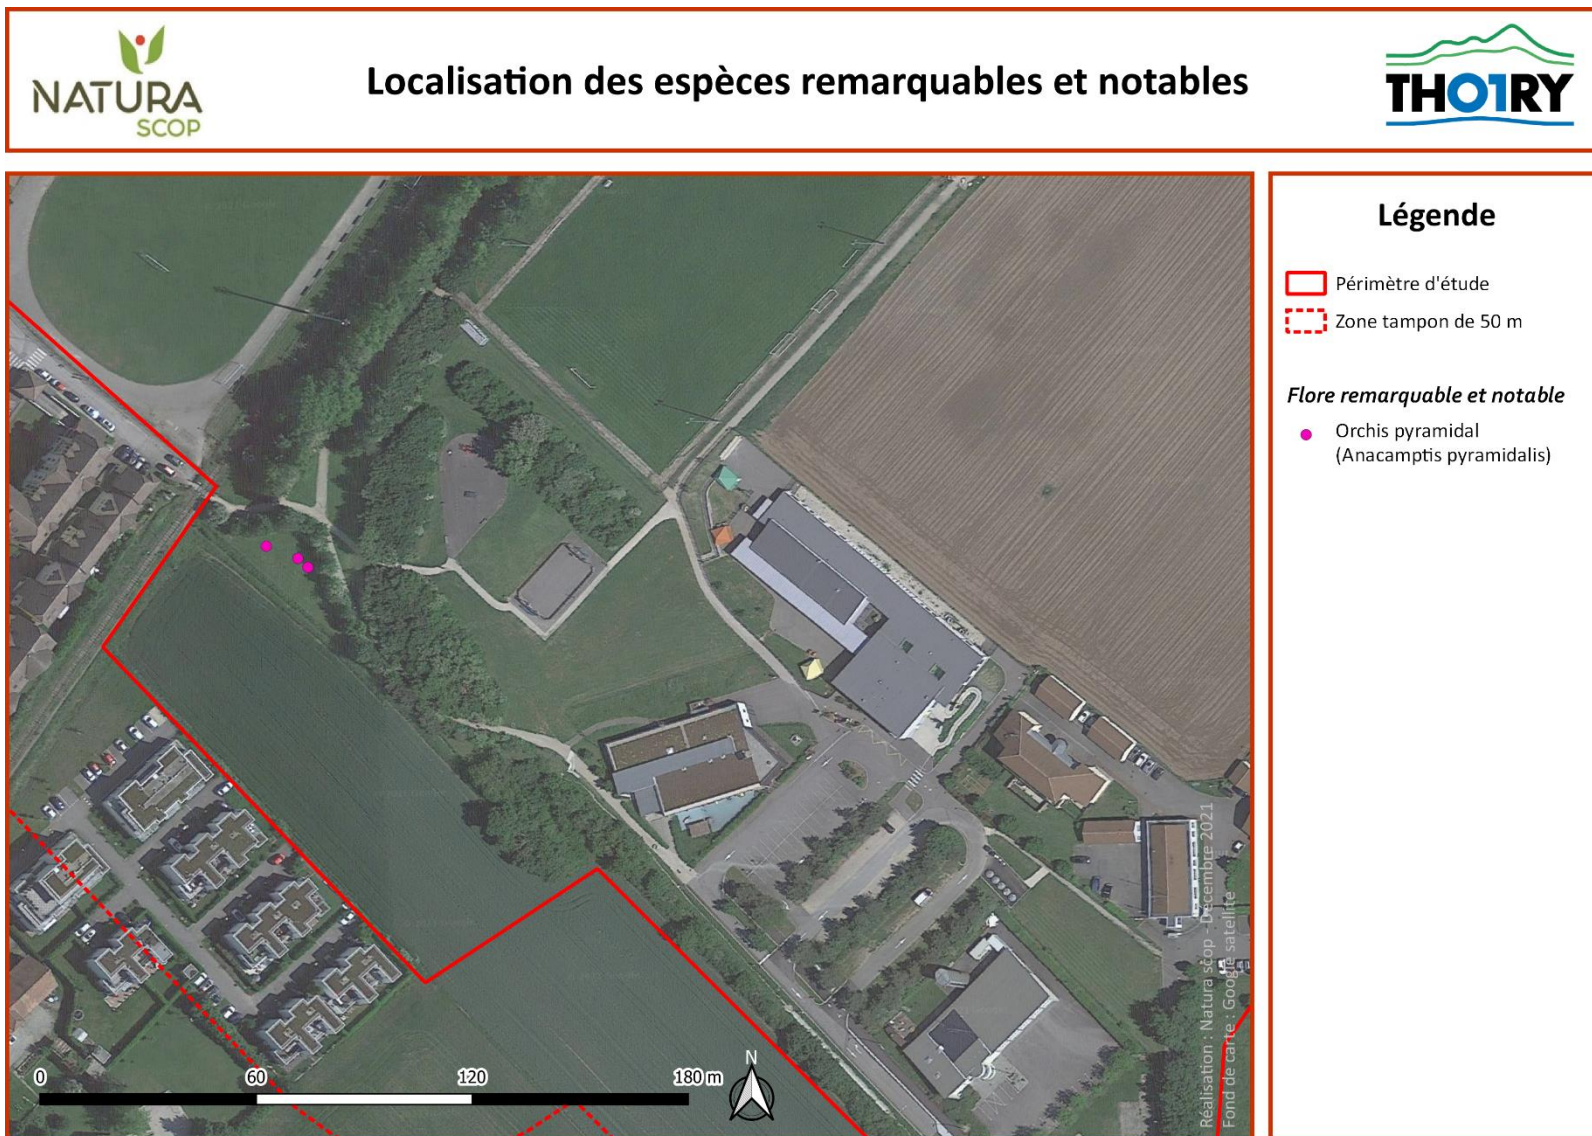 NATURA
SCOP
Localisation des espèces remarquables et notables
THOIRY
Légende
Périmètre d'étude
Zone tampon de 50 m
Flore remarquable et notable
Orchis pyramidal
(Anacamptis pyramidalis)
0 60 120 180 m
N
Réalisation : Natura scop - Décembre 2021
Fond de carte : Google satellite